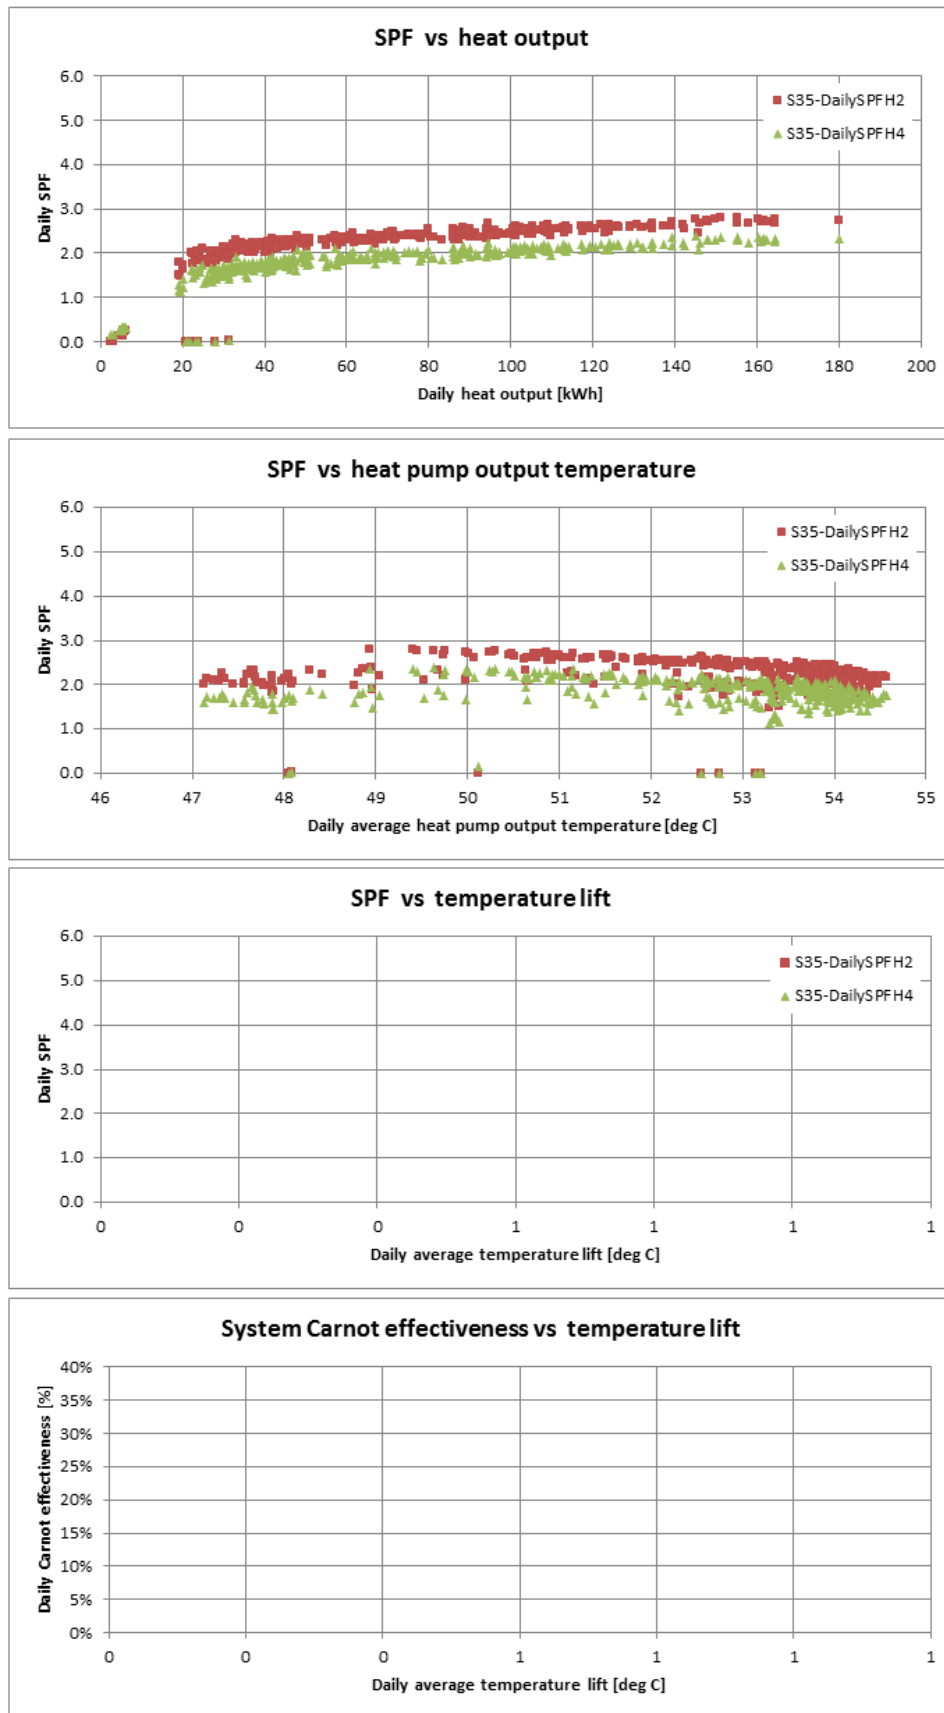 SPF vs heat output
6.0
5.0
4.0
3.0
2.0
1.0
0.0
Daily SPF
S35-DailySPFH2
S35-DailySPFH4
0 20 40 60 80 100 120 140 160 180 200
Daily heat output [kWh]
SPF vs heat pump output temperature
6.0
5.0
4.0
3.0
2.0
1.0
0.0
Daily SPF
S35-DailySPFH2
S35-DailySPFH4
46 47 48 49 50 51 52 53 54 55
Daily average heat pump output temperature [deg C]
SPF vs temperature lift
6.0
5.0
4.0
3.0
2.0
1.0
0.0
Daily SPF
S35-DailySPFH2
S35-DailySPFH4
0 0 0 1 1 1 1
Daily average temperature lift [deg C]
System Carnot effectiveness vs temperature lift
40%
35%
30%
25%
20%
15%
10%
5%
0%
Daily Carnot effectiveness [%]
0 0 0 1 1 1 1
Daily average temperature lift [deg C]